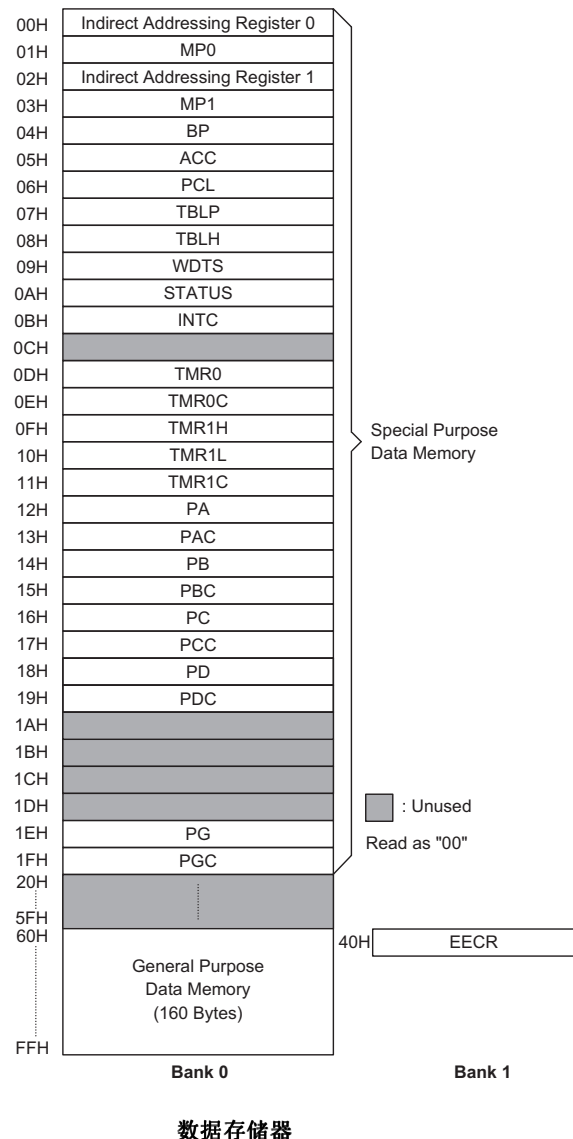 00H Indirect Addressing Register 0
01H MP0
02H Indirect Addressing Register 1
03H MP1
04H BP
05H ACC
06H PCL
07H TBLP
08H TBLH
09H WDTS
0AH STATUS
0BH INTC
0CH
0DH TMR0
0EH TMR0C
0FH TMR1H
10H TMR1L
11H TMR1C
12H PA
13H PAC
14H PB
15H PBC
16H PC
17H PCC
18H PD
19H PDC
1AH
1BH
1CH
1DH
1EH PG
1FH PGC
20H
5FH
60H
General Purpose
Data Memory
(160 Bytes)
FFH
Special Purpose
Data Memory
: Unused
Read as "00"
40H EECR
Bank 0 Bank 1
数据存储器